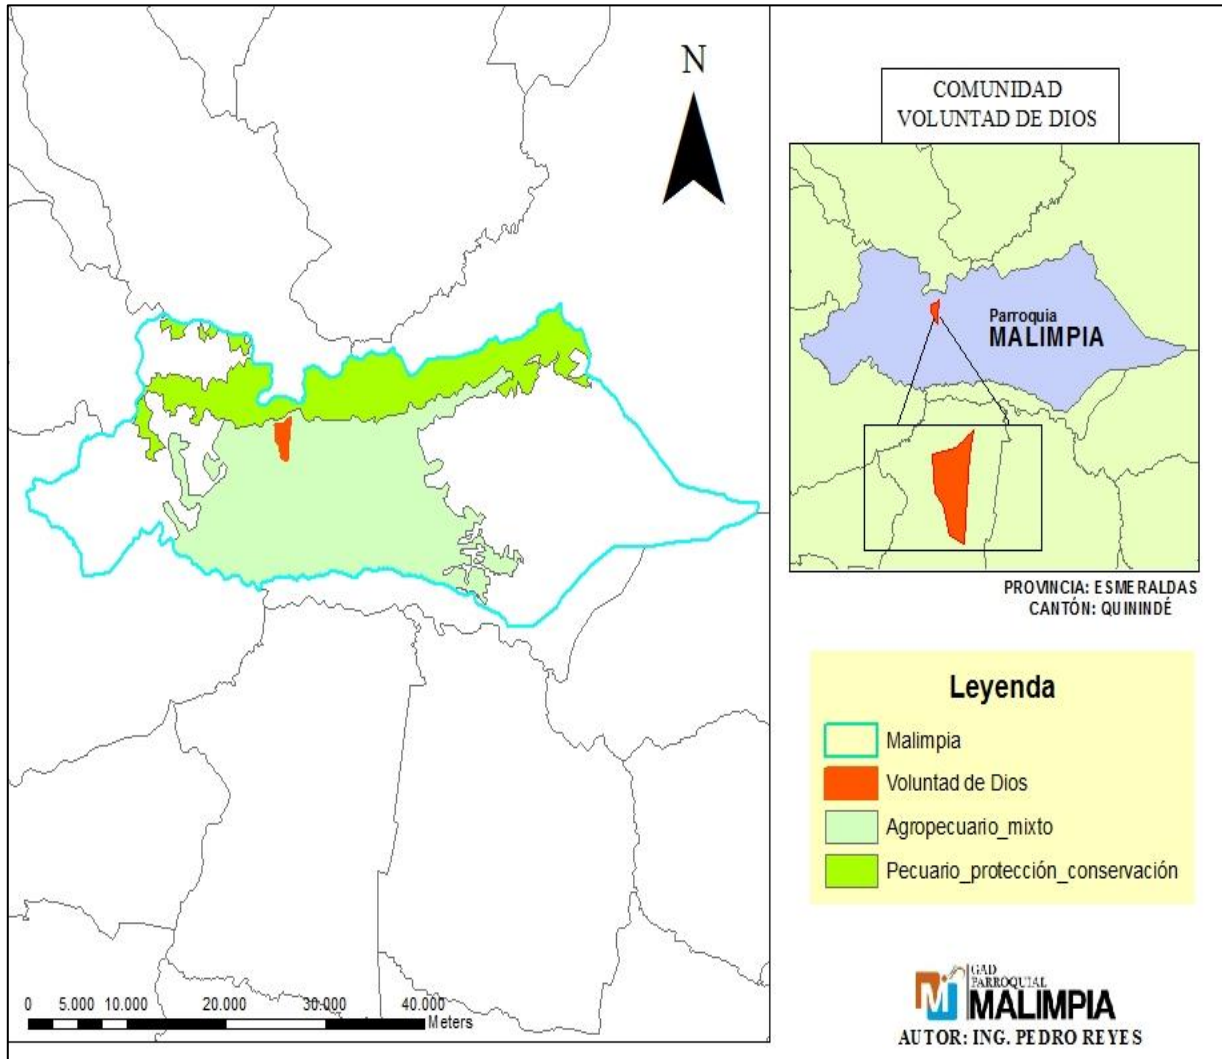 N
COMUNIDAD
VOLUNTAD DE DIOS
Parroquia
MALIMPIA
PROVINCIA: ESMERALDAS
CANTÓN: QUININDÉ
Leyenda
Malimpia
Voluntad de Dios
Agropecuario_mixto
Pecuario_protección_conservación
0 5.000 10.000 20.000 30.000 40.000
Meters
GAD
PARROQUIAL
MALIMPIA
AUTOR: ING. PEDRO REYES